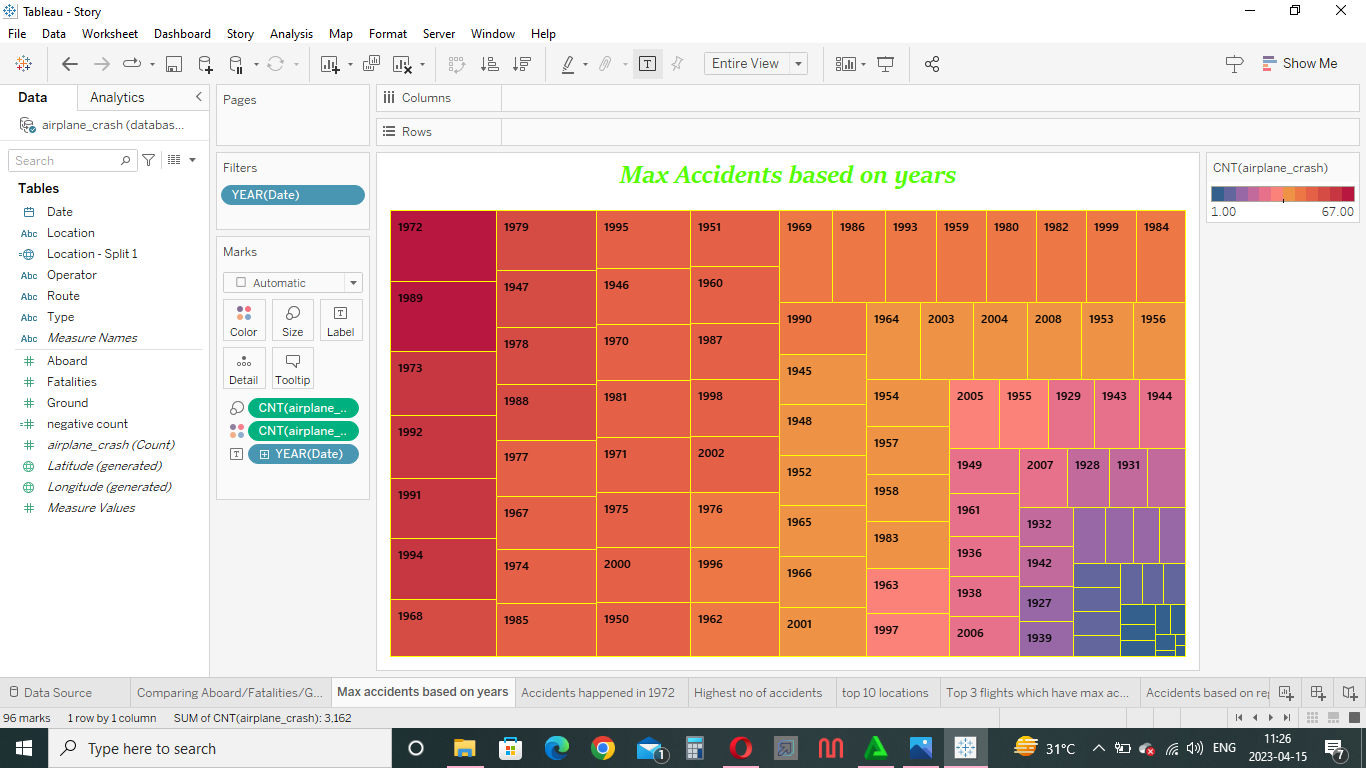 Tableau - Story
File Data Worksheet Dashboard Story Analysis Map Format Server Window Help
Entire View
Show Me
Data Analytics
airplane_crash (databas...
Search
Tables
Date
Abc Location
Abc Location - Split 1
Abc Operator
Abc Route
Abc Type
Abc Measure Names
Aboard
Fatalities
Ground
negative count
airplane_crash (Count)
Latitude (generated)
Longitude (generated)
Measure Values
Pages
Filters
YEAR(Date)
Marks
Automatic
Color Size Label
Detail Tooltip
CNT(airplane_..
CNT(airplane_..
YEAR(Date)
Columns
Rows
Max Accidents based on years
1972
1989
1973
1992
1991
1994
1968
1979
1947
1978
1988
1977
1967
1974
1985
1995
1946
1970
1981
1971
1975
2000
1950
1951
1960
1987
1998
2002
1976
1996
1962
1969 1986 1993 1959 1980 1982 1999 1984
1990
1945
1948
1952
1965
1966
2001
1964 2003 2004 2008 1953 1956
1954
1957
1958
1983
1963
1997
2005 1955 1929 1943 1944
1949
1961
1936
1938
2006
2007 1928 1931
1932
1942
1927
1939
CNT(airplane_crash)
1.00 67.00
Data Source Comparing Aboard/Fatalities/G... Max accidents based on years Accidents happened in 1972 Highest no of accidents top 10 locations Top 3 flights which have max ac... Accidents based on reg
96 marks 1 row by 1 column SUM of CNT(airplane_crash): 3,162
Type here to search
1
31°C
ENG
11:26
2023-04-15
7